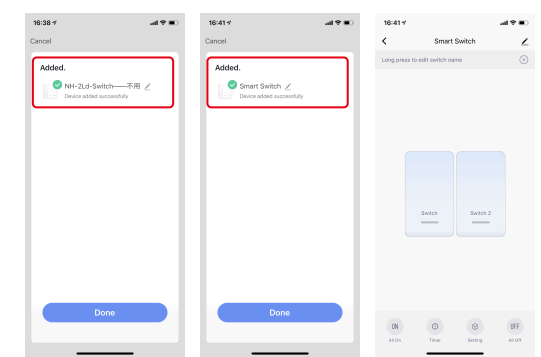 16:38
Cancel
Added.
NH-2Ld-Switch——不用
Device added successfully
Done
16:41
Cancel
Added.
Smart Switch
Device added successfully
Done
16:41
Smart Switch
Long press to edit switch name
Switch
Switch 2
ON
OFF
All On
Timer
Setting
All Off